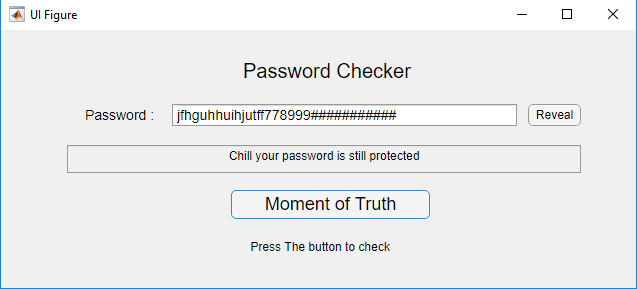 UI Figure
Password Checker
Password : jfhguhhuihjutff778999########### Reveal
Chill your password is still protected
Moment of Truth
Press The button to check